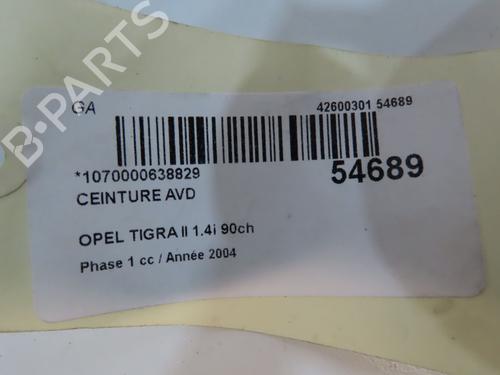 B-PARTS
GA
42600301 54689
*1070000638829
54689
CEINTURE AVD
OPEL TIGRA II 1.4i 90ch
Phase 1 cc / Année 2004